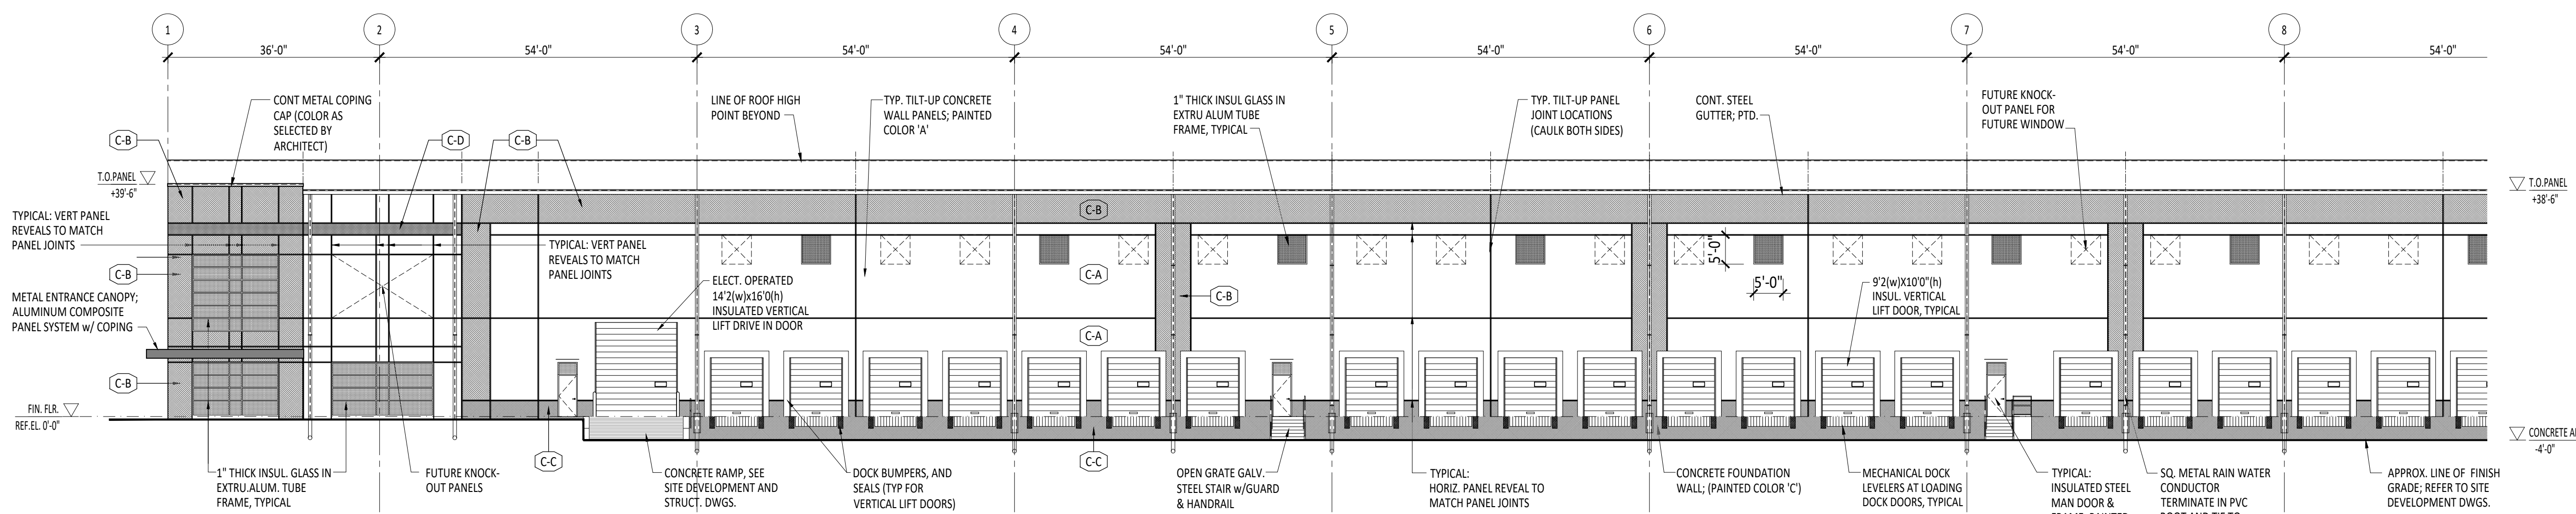 1 2 3 4 5 6 7 8
36'-0" 54'-0" 54'-0" 54'-0" 54'-0" 54'-0" 54'-0" 54'-0"
CONT METAL COPING
CAP (COLOR AS
SELECTED BY
ARCHITECT)
LINE OF ROOF HIGH
POINT BEYOND
TYP. TILT-UP CONCRETE
WALL PANELS; PAINTED
COLOR 'A'
1" THICK INSUL GLASS IN
EXTRU ALUM TUBE
FRAME, TYPICAL
TYP. TILT-UP PANEL
JOINT LOCATIONS
(CAULK BOTH SIDES)
CONT. STEEL
GUTTER; PTD.
FUTURE KNOCK-
OUT PANEL FOR
FUTURE WINDOW
C-B
C-D
C-B
T.O.PANEL
+39'-6"
T.O.PANEL
+38'-6"
C-B
TYPICAL: VERT PANEL
REVEALS TO MATCH
PANEL JOINTS
TYPICAL: VERT PANEL
REVEALS TO MATCH
PANEL JOINTS
C-B
C-A
5'-0"
5'-0"
METAL ENTRANCE CANOPY;
ALUMINUM COMPOSITE
PANEL SYSTEM w/ COPING
ELECT. OPERATED
14'2(w)x16'0(h)
INSULATED VERTICAL
LIFT DRIVE IN DOOR
C-B
9'2(w)X10'0"(h)
INSUL. VERTICAL
LIFT DOOR, TYPICAL
C-A
C-B
FIN. FLR.
REF.EL. 0'-0"
CONCRETE A
-4'-0"
C-C
C-C
1" THICK INSUL. GLASS IN
EXTRU.ALUM. TUBE
FRAME, TYPICAL
FUTURE KNOCK-
OUT PANELS
CONCRETE RAMP, SEE
SITE DEVELOPMENT AND
STRUCT. DWGS.
DOCK BUMPERS, AND
SEALS (TYP FOR
VERTICAL LIFT DOORS)
OPEN GRATE GALV.
STEEL STAIR w/GUARD
& HANDRAIL
TYPICAL:
HORIZ. PANEL REVEAL TO
MATCH PANEL JOINTS
CONCRETE FOUNDATION
WALL; (PAINTED COLOR 'C')
MECHANICAL DOCK
LEVELERS AT LOADING
DOCK DOORS, TYPICAL
TYPICAL:
INSULATED STEEL
MAN DOOR &
SQ. METAL RAIN WATER
CONDUCTOR
TERMINATE IN PVC
APPROX. LINE OF FINISH
GRADE; REFER TO SITE
DEVELOPMENT DWGS.